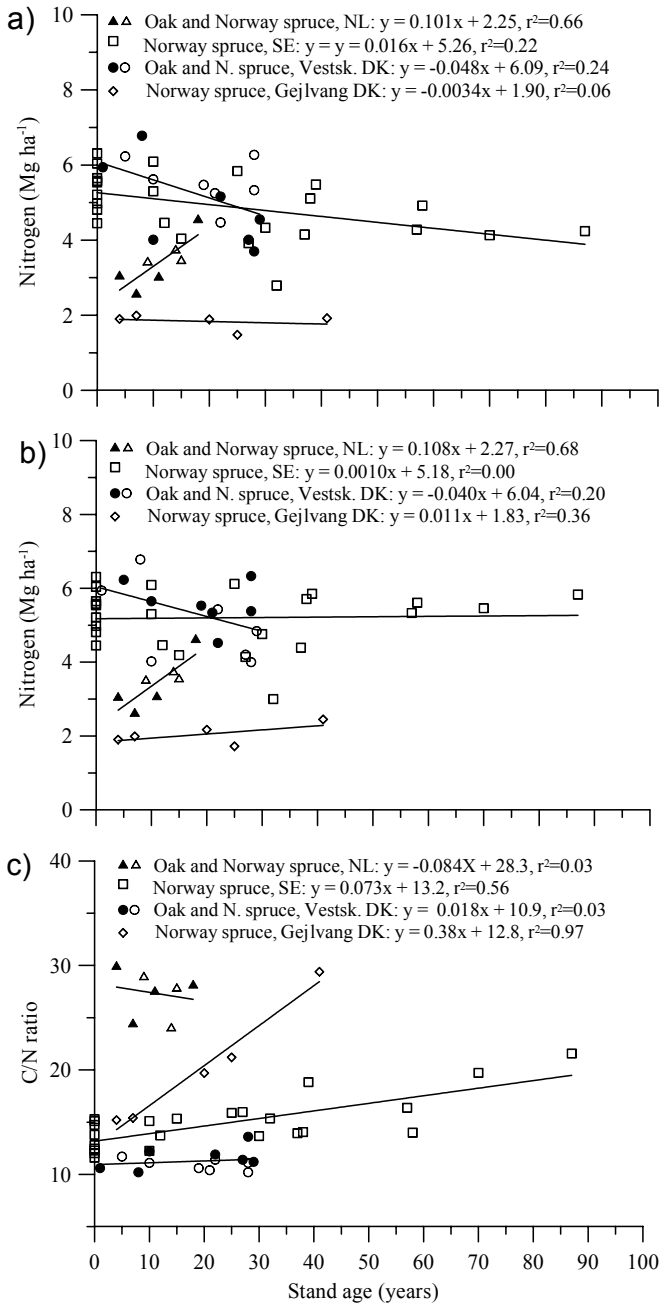 a)
Oak and Norway spruce, NL: y = 0.101x + 2.25, r²=0.66
Norway spruce, SE: y = y = 0.016x + 5.26, r²=0.22
Oak and N. spruce, Vestsk. DK: y = -0.048x + 6.09, r²=0.24
Norway spruce, Gejlvang DK: y = -0.0034x + 1.90, r²=0.06
Nitrogen (Mg ha⁻¹)
10
8
6
4
2
0
b)
Oak and Norway spruce, NL: y = 0.108x + 2.27, r²=0.68
Norway spruce, SE: y = 0.0010x + 5.18, r²=0.00
Oak and N. spruce, Vestsk. DK: y = -0.040x + 6.04, r²=0.20
Norway spruce, Gejlvang DK: y = 0.011x + 1.83, r²=0.36
Nitrogen (Mg ha⁻¹)
10
8
6
4
2
0
c)
Oak and Norway spruce, NL: y = -0.084X + 28.3, r²=0.03
Norway spruce, SE: y = 0.073x + 13.2, r²=0.56
Oak and N. spruce, Vestsk. DK: y = 0.018x + 10.9, r²=0.03
Norway spruce, Gejlvang DK: y = 0.38x + 12.8, r²=0.97
C/N ratio
40
30
20
10
0 10 20 30 40 50 60 70 80 90 100
Stand age (years)